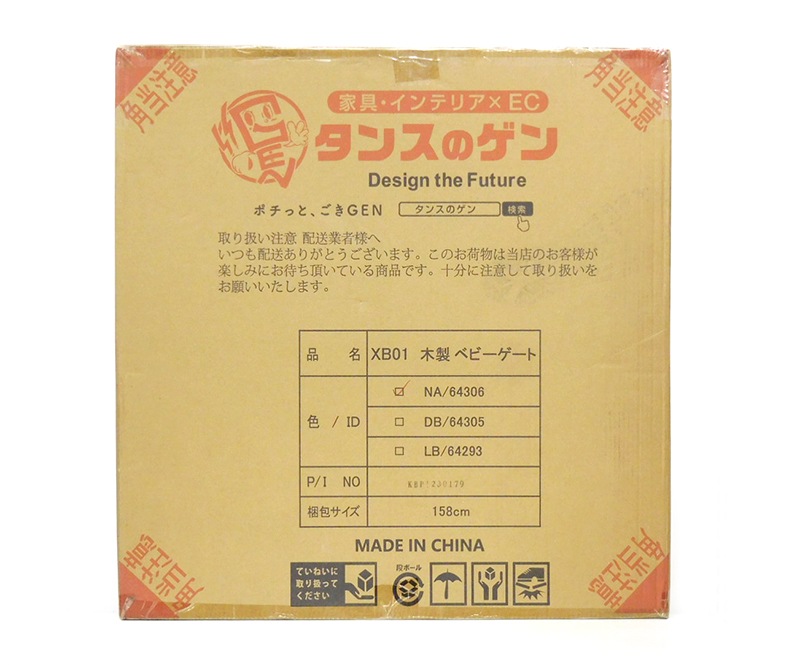 角当注意
角当注意
家具・インテリア×EC
GEN
タンスのゲン
Design the Future
ポチっと、ごきGEN タンスのゲン 検索
取り扱い注意 配送業者様へ
いつも配送ありがとうございます。このお荷物は当店のお客様が
楽しみにお待ち頂いている商品です。十分に注意して取り扱いを
お願いいたします。
品 名 XB01 木製 ベビーゲート
色 / ID
NA/64306
DB/64305
LB/64293
P/I NO
梱包サイズ 158cm
MADE IN CHINA
ていねいに
取り扱って
ください
段ボール
角当注意
角当注意